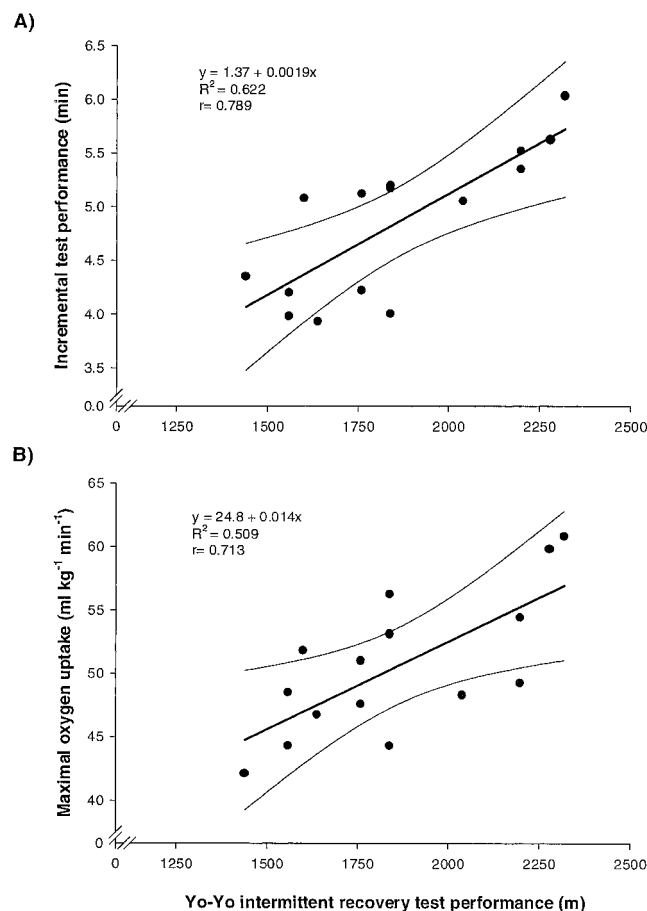 A)
6.5
6.0
5.5
5.0
4.5
4.0
3.5
0.0
Incremental test performance (min)
y = 1.37 + 0.0019x
R² = 0.622
r= 0.789
0 1250 1500 1750 2000 2250 2500
B)
65
60
55
50
45
40
0
Maximal oxygen uptake (ml kg⁻¹ min⁻¹)
y = 24.8 + 0.014x
R² = 0.509
r= 0.713
0 1250 1500 1750 2000 2250 2500
Yo-Yo intermittent recovery test performance (m)